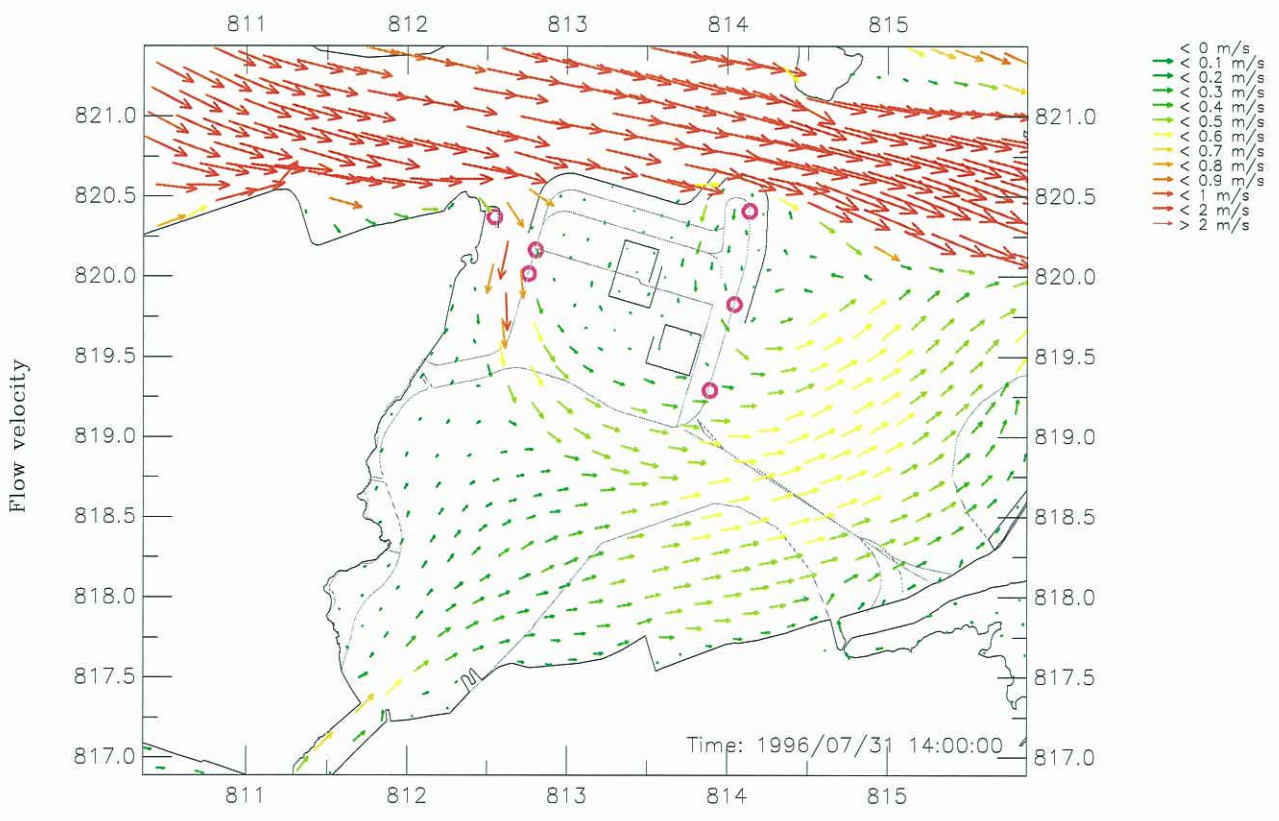 811 812 813 814 815
< 0 m/s
< 0.1 m/s
< 0.2 m/s
< 0.3 m/s
< 0.4 m/s
< 0.5 m/s
< 0.6 m/s
< 0.7 m/s
< 0.8 m/s
< 0.9 m/s
< 1 m/s
< 2 m/s
> 2 m/s
821.0 821.0
820.5 820.5
820.0 820.0
819.5 819.5
Flow velocity
819.0 819.0
818.5 818.5
818.0 818.0
817.5 817.5
Time: 1996/07/31 14:00:00
817.0 817.0
811 812 813 814 815